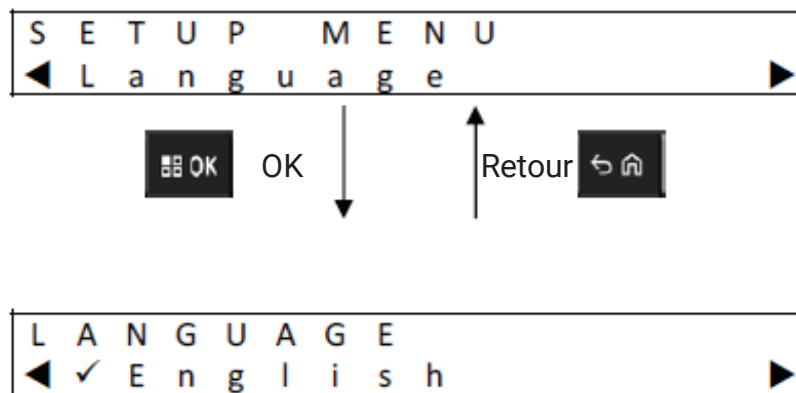 SETUP MENU
◀ Language ▶
OK OK Retour
LANGUAGE
◀ ✓ English ▶